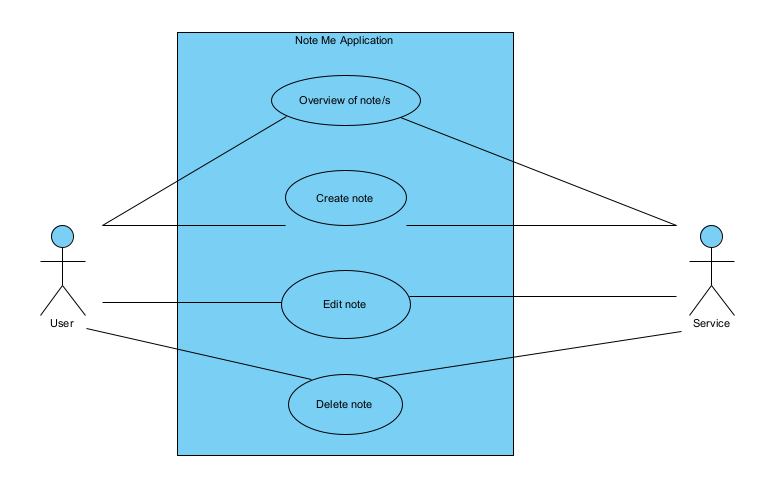 Note Me Application
Overview of note/s
Create note
Edit note
User
Service
Delete note